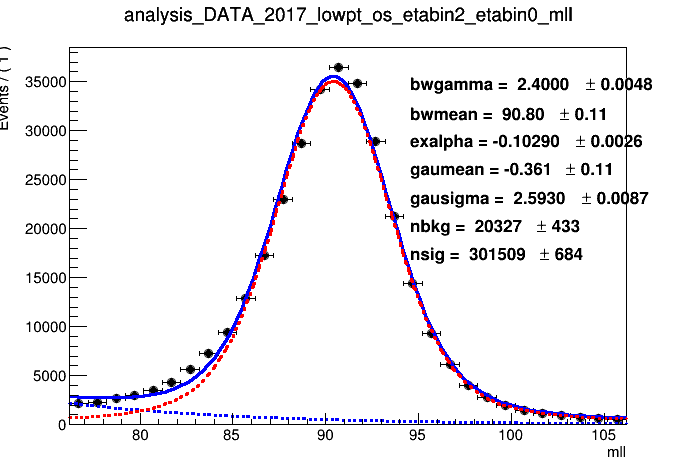 analysis_DATA_2017_lowpt_os_etabin2_etabin0_mll
Events / ( 1 )
35000
30000
25000
20000
15000
10000
5000
0
bwgamma = 2.4000 ± 0.0048
bwmean = 90.80 ± 0.11
exalpha = -0.10290 ± 0.0026
gaumean = -0.361 ± 0.11
gausigma = 2.5930 ± 0.0087
nbkg = 20327 ± 433
nsig = 301509 ± 684
80 85 90 95 100 105
mll